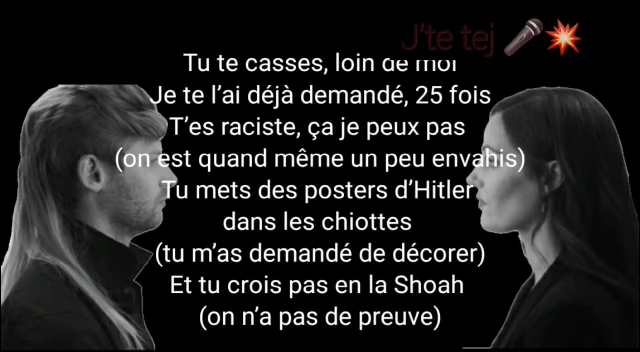 J'te tej 🎤💥
Tu te casses, loin de moi
Je te l'ai déjà demandé, 25 fois
T'es raciste, ça je peux pas
(on est quand même un peu envahis)
Tu mets des posters d'Hitler
dans les chiottes
(tu m'as demandé de décorer)
Et tu crois pas en la Shoah
(on n'a pas de preuve)